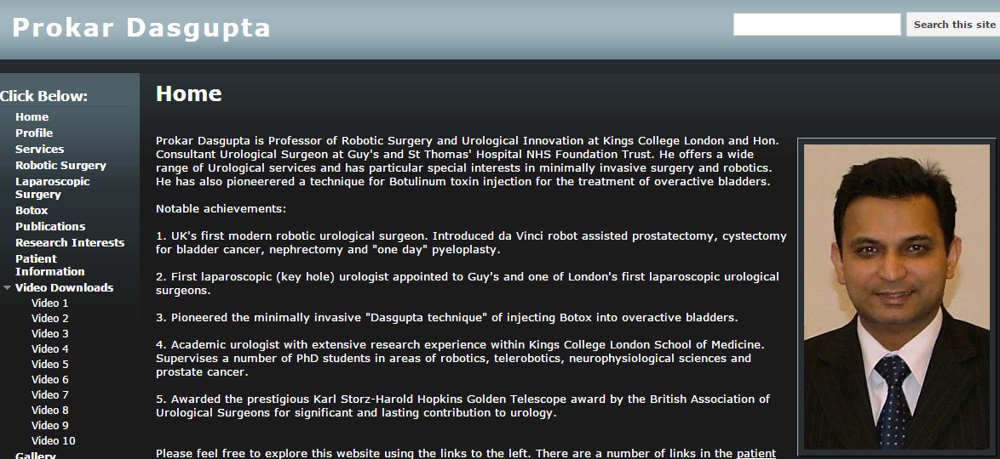 Prokar Dasgupta
Search this site
Click Below:
Home
Profile
Services
Robotic Surgery
Laparoscopic
Surgery
Botox
Publications
Research Interests
Patient
Information
Video Downloads
Video 1
Video 2
Video 3
Video 4
Video 5
Video 6
Video 7
Video 8
Video 9
Video 10
Gallery
Home
Prokar Dasgupta is Professor of Robotic Surgery and Urological Innovation at Kings College London and Hon.
Consultant Urological Surgeon at Guy's and St Thomas' Hospital NHS Foundation Trust. He offers a wide
range of Urological services and has particular special interests in minimally invasive surgery and robotics.
He has also pioneerered a technique for Botulinum toxin injection for the treatment of overactive bladders.
Notable achievements:
1. UK's first modern robotic urological surgeon. Introduced da Vinci robot assisted prostatectomy, cystectomy
for bladder cancer, nephrectomy and "one day" pyeloplasty.
2. First laparoscopic (key hole) urologist appointed to Guy's and one of London's first laparoscopic urological
surgeons.
3. Pioneered the minimally invasive "Dasgupta technique" of injecting Botox into overactive bladders.
4. Academic urologist with extensive research experience within Kings College London School of Medicine.
Supervises a number of PhD students in areas of robotics, telerobotics, neurophysiological sciences and
prostate cancer.
5. Awarded the prestigious Karl Storz-Harold Hopkins Golden Telescope award by the British Association of
Urological Surgeons for significant and lasting contribution to urology.
Please feel free to explore this website using the links to the left. There are a number of links in the patient